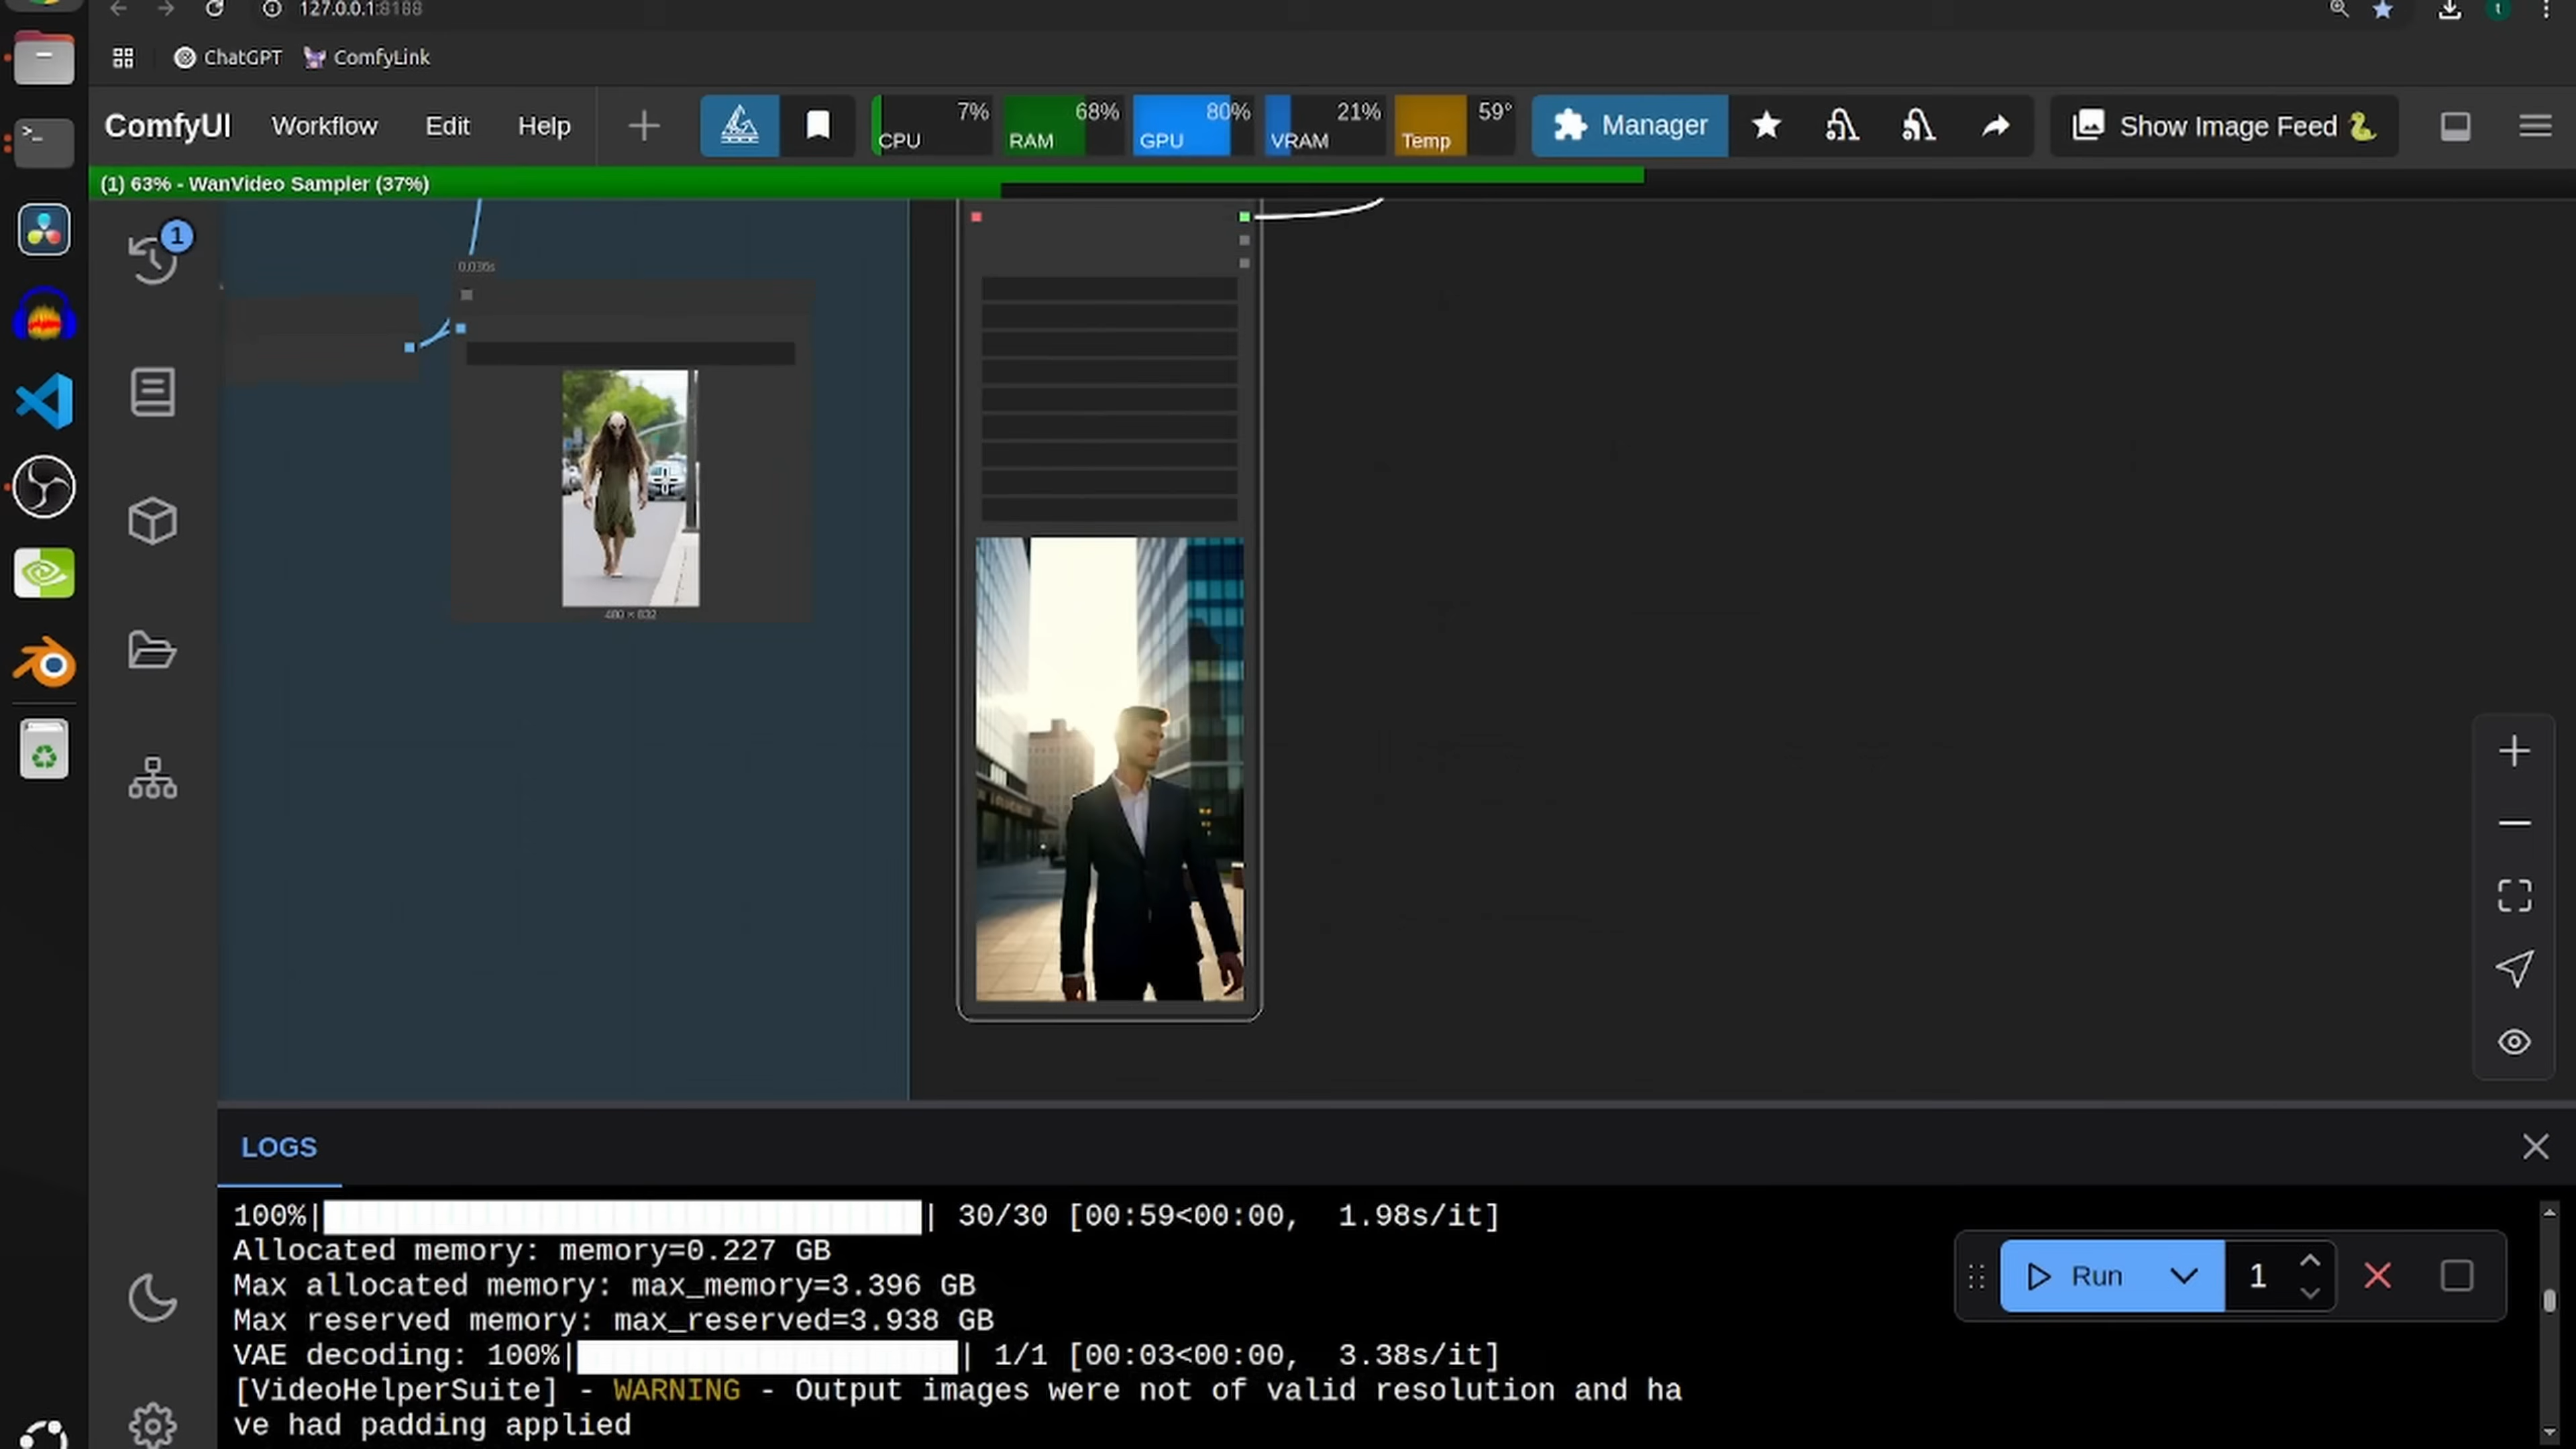 127.0.0.1:8188
ChatGPT ComfyLink
ComfyUI Workflow Edit Help CPU 7% RAM 68% GPU 80% VRAM 21% Temp 59° Manager Show Image Feed
(1) 63% - WanVideo Sampler (37%)
1
0.036s
480 × 832
LOGS
100%| | 30/30 [00:59<00:00, 1.98s/it]
Allocated memory: memory=0.227 GB
Max allocated memory: max_memory=3.396 GB
Max reserved memory: max_reserved=3.938 GB
VAE decoding: 100%| | 1/1 [00:03<00:00, 3.38s/it]
[VideoHelperSuite] - WARNING - Output images were not of valid resolution and ha
ve had padding applied
Run 1